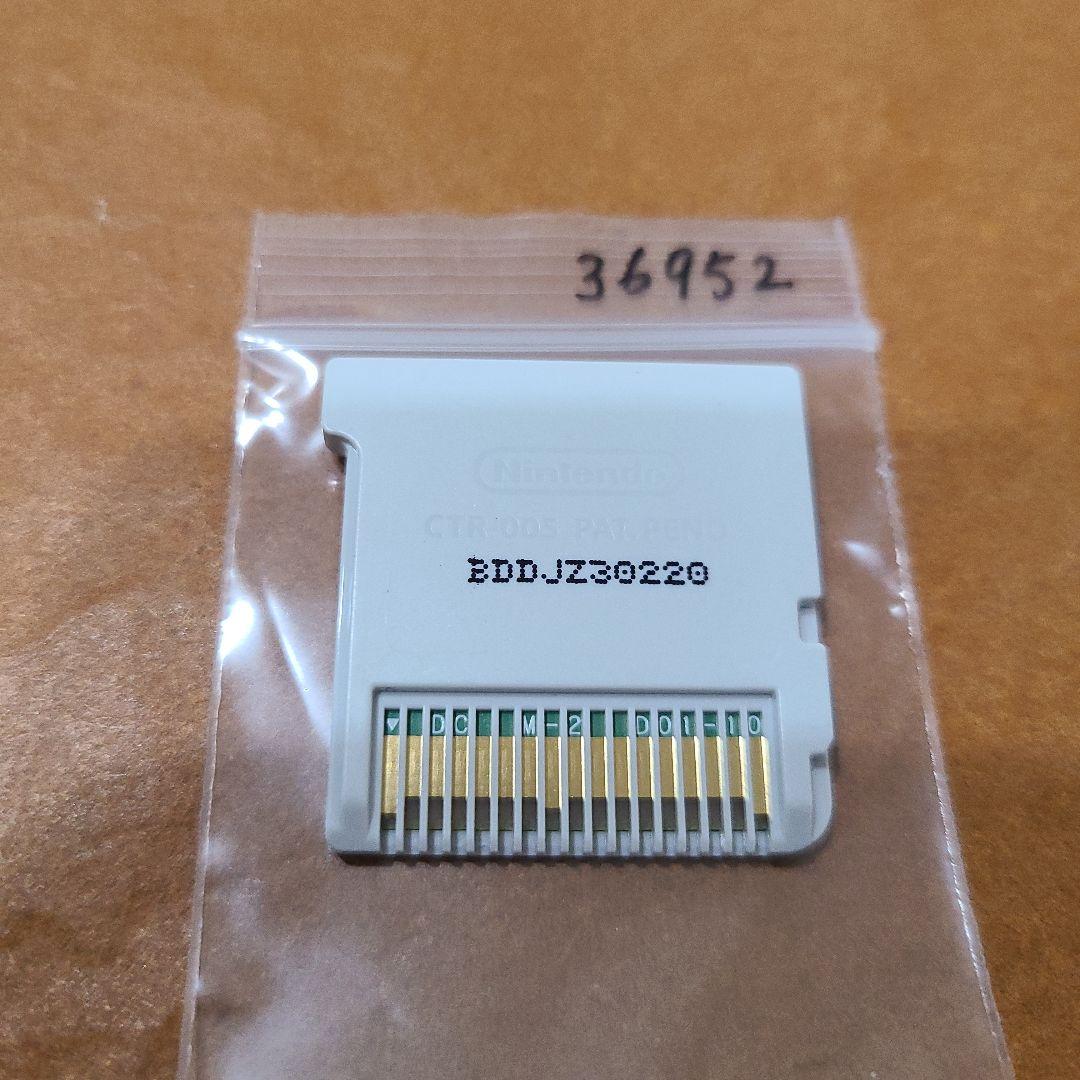 36952
Nintendo
CTR-005 PAT.PEND
BDDJZ30220
▼ DC M-2 D01-10